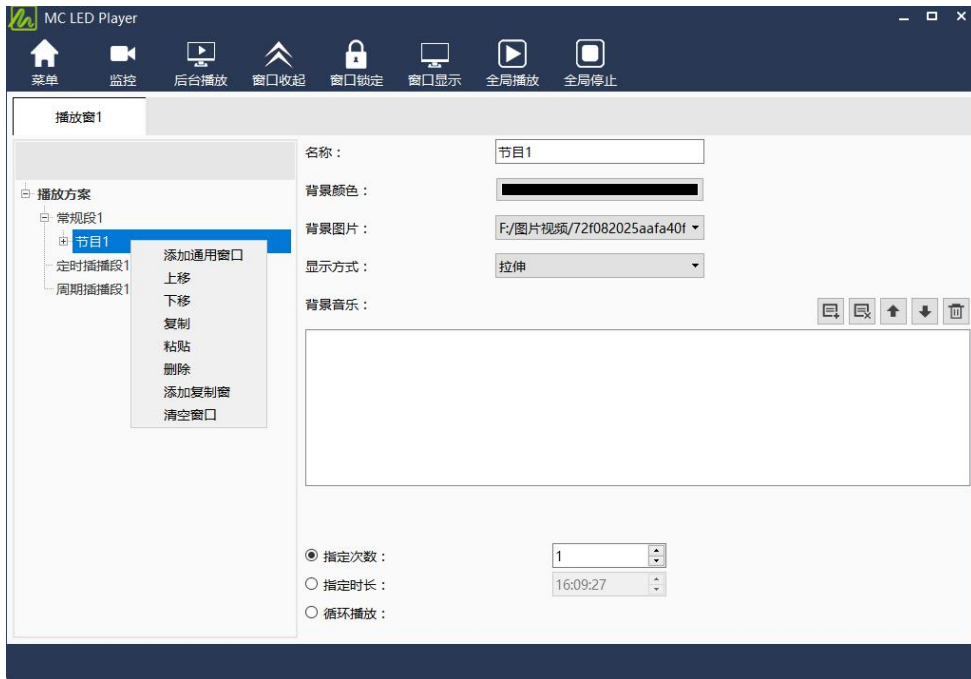 MC LED Player
菜单 监控 后台播放 窗口收起 窗口锁定 窗口显示 全局播放 全局停止
播放窗1
播放方案
常规段1
节目1
定时插播段1
周期插播段1
添加通用窗口
上移
下移
复制
粘贴
删除
添加复制窗
清空窗口
名称： 节目1
背景颜色：
背景图片： F:/图片视频/72f082025aafa40f
显示方式： 拉伸
背景音乐：
指定次数： 1
指定时长： 16:09:27
循环播放：